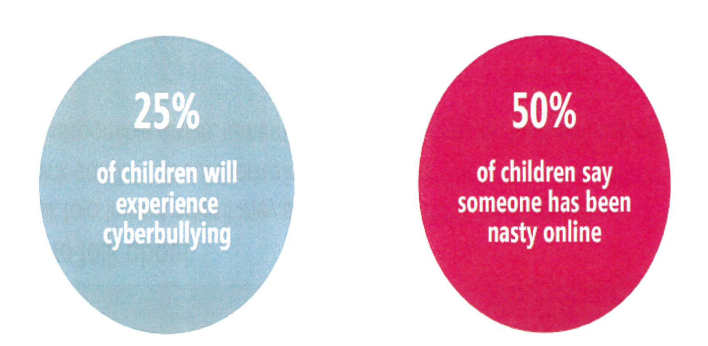 25%
of children will
experience
cyberbullying
50%
of children say
someone has been
nasty online